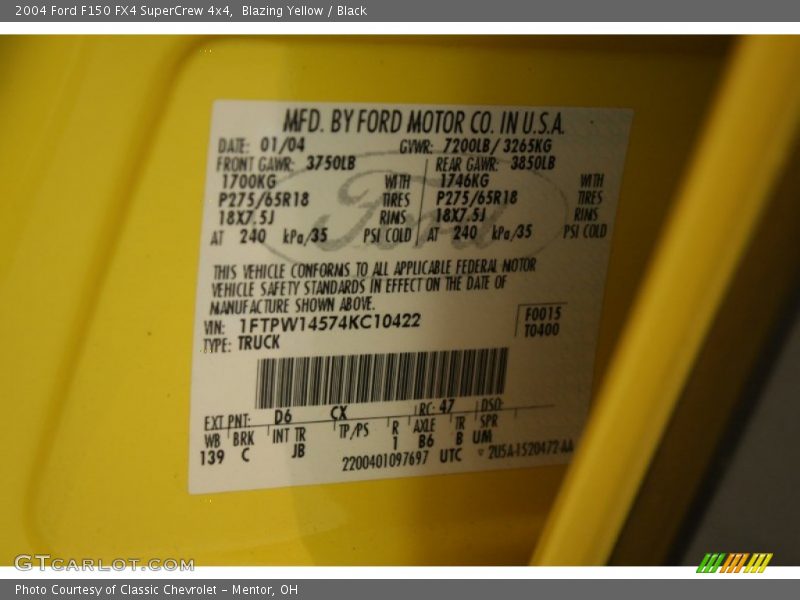 2004 Ford F150 FX4 SuperCrew 4x4, Blazing Yellow / Black
MFD. BY FORD MOTOR CO. IN U.S.A.
DATE: 01/04 GVWR: 7200LB/ 3265KG
FRONT GAWR: 3750LB REAR GAWR: 3850LB
1700KG WITH 1746KG WITH
P275/65R18 TIRES P275/65R18 TIRES
18X7.5J RIMS 18X7.5J RIMS
AT 240 kPa/35 PSI COLD AT 240 kPa/35 PSI COLD
Ford
THIS VEHICLE CONFORMS TO ALL APPLICABLE FEDERAL MOTOR
VEHICLE SAFETY STANDARDS IN EFFECT ON THE DATE OF
MANUFACTURE SHOWN ABOVE.
VIN: 1FTPW14574KC10422 F0015
TYPE: TRUCK T0400
EXT PNT: D6 CX RC: 47 DSO:
WB BRK INT TR TP/PS R AXLE TR SPR
139 C JB 1 B6 B UM
2200401097697 UTC ▽ 2U5A-1520472-AA
GTCARLOT.COM
Photo Courtesy of Classic Chevrolet - Mentor, OH